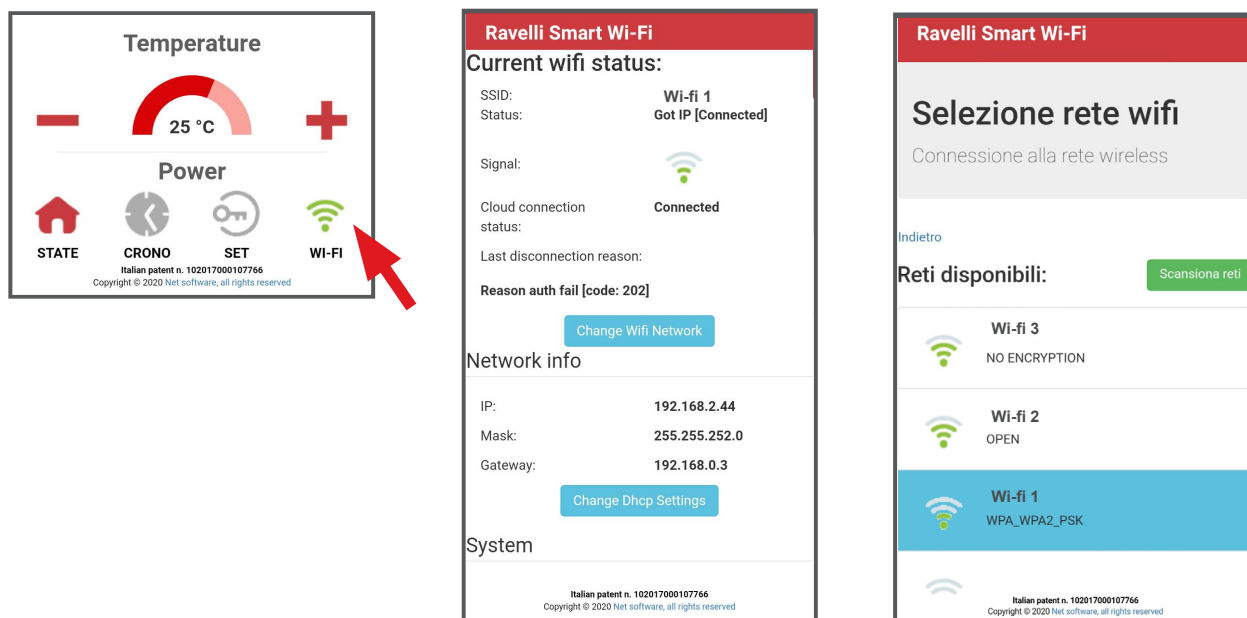 Temperature
25 °C
Power
STATE CRONO SET WI-FI
Italian patent n. 102017000107766
Copyright © 2020 Net software, all rights reserved
Ravelli Smart Wi-Fi
Current wifi status:
SSID: Wi-fi 1
Status: Got IP [Connected]
Signal:
Cloud connection Connected
status:
Last disconnection reason:
Reason auth fail [code: 202]
Change Wifi Network
Network info
IP: 192.168.2.44
Mask: 255.255.252.0
Gateway: 192.168.0.3
Change Dhcp Settings
System
Italian patent n. 102017000107766
Copyright © 2020 Net software, all rights reserved
Ravelli Smart Wi-Fi
Selezione rete wifi
Connessione alla rete wireless
Indietro
Reti disponibili: Scansiona reti
Wi-fi 3
NO ENCRYPTION
Wi-fi 2
OPEN
Wi-fi 1
WPA_WPA2_PSK
Italian patent n. 102017000107766
Copyright © 2020 Net software, all rights reserved